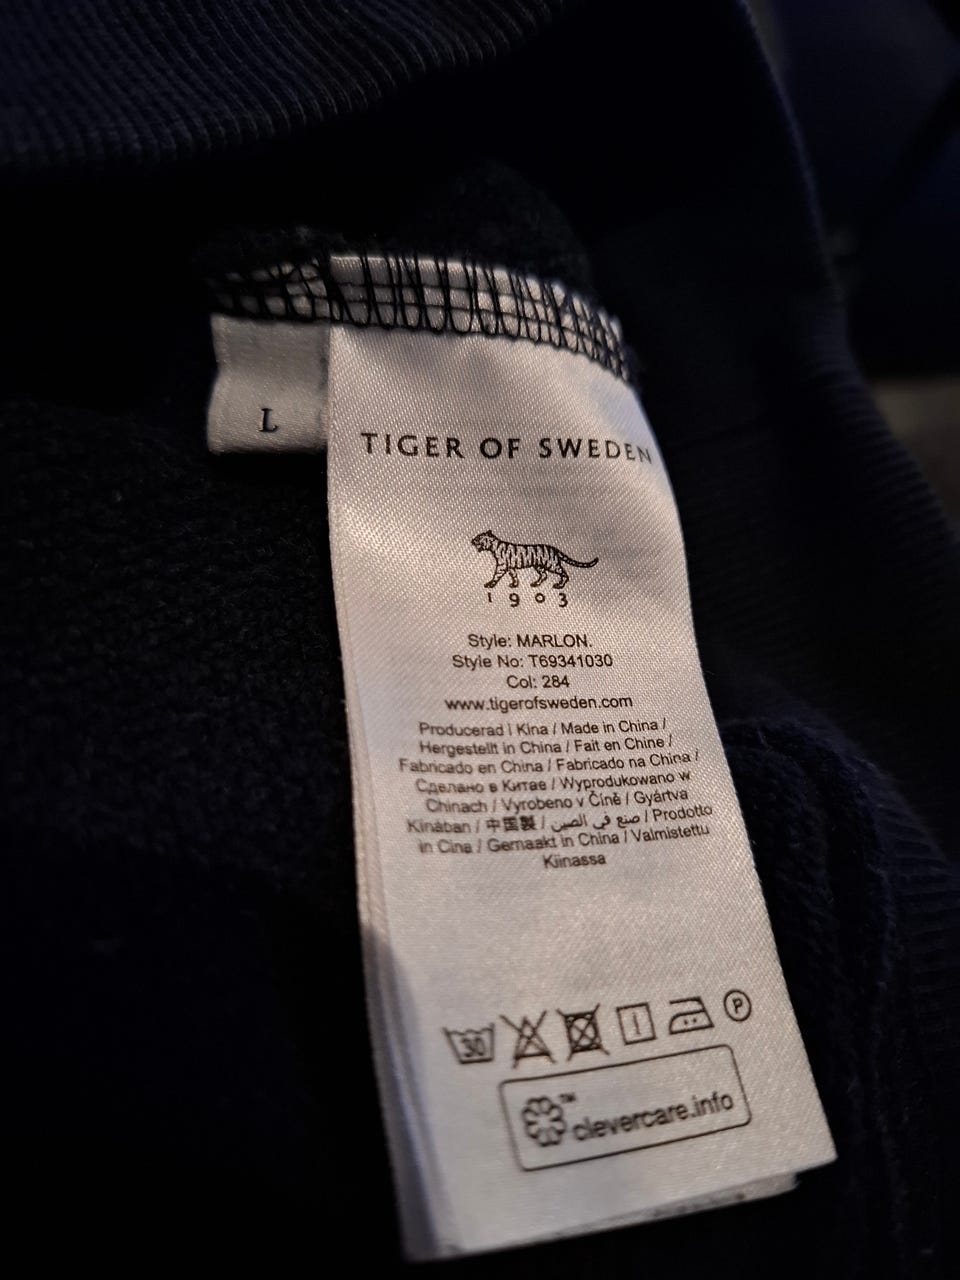 L
TIGER OF SWEDEN
1903
Style: MARLON.
Style No: T69341030
Col: 284
www.tigerofsweden.com
Producerad i Kina / Made in China /
Hergestellt in China / Fait en Chine /
Fabricado en China / Fabricado na China /
Сделано в Китае / Wyprodukowano w
Chinach / Vyrobeno v Číně / Gyártva
Kínában / 中国製 / صنع في الصين / Prodotto
in Cina / Gemaakt in China / Valmistettu
Kiinassa
30 P
™ clevercare.info